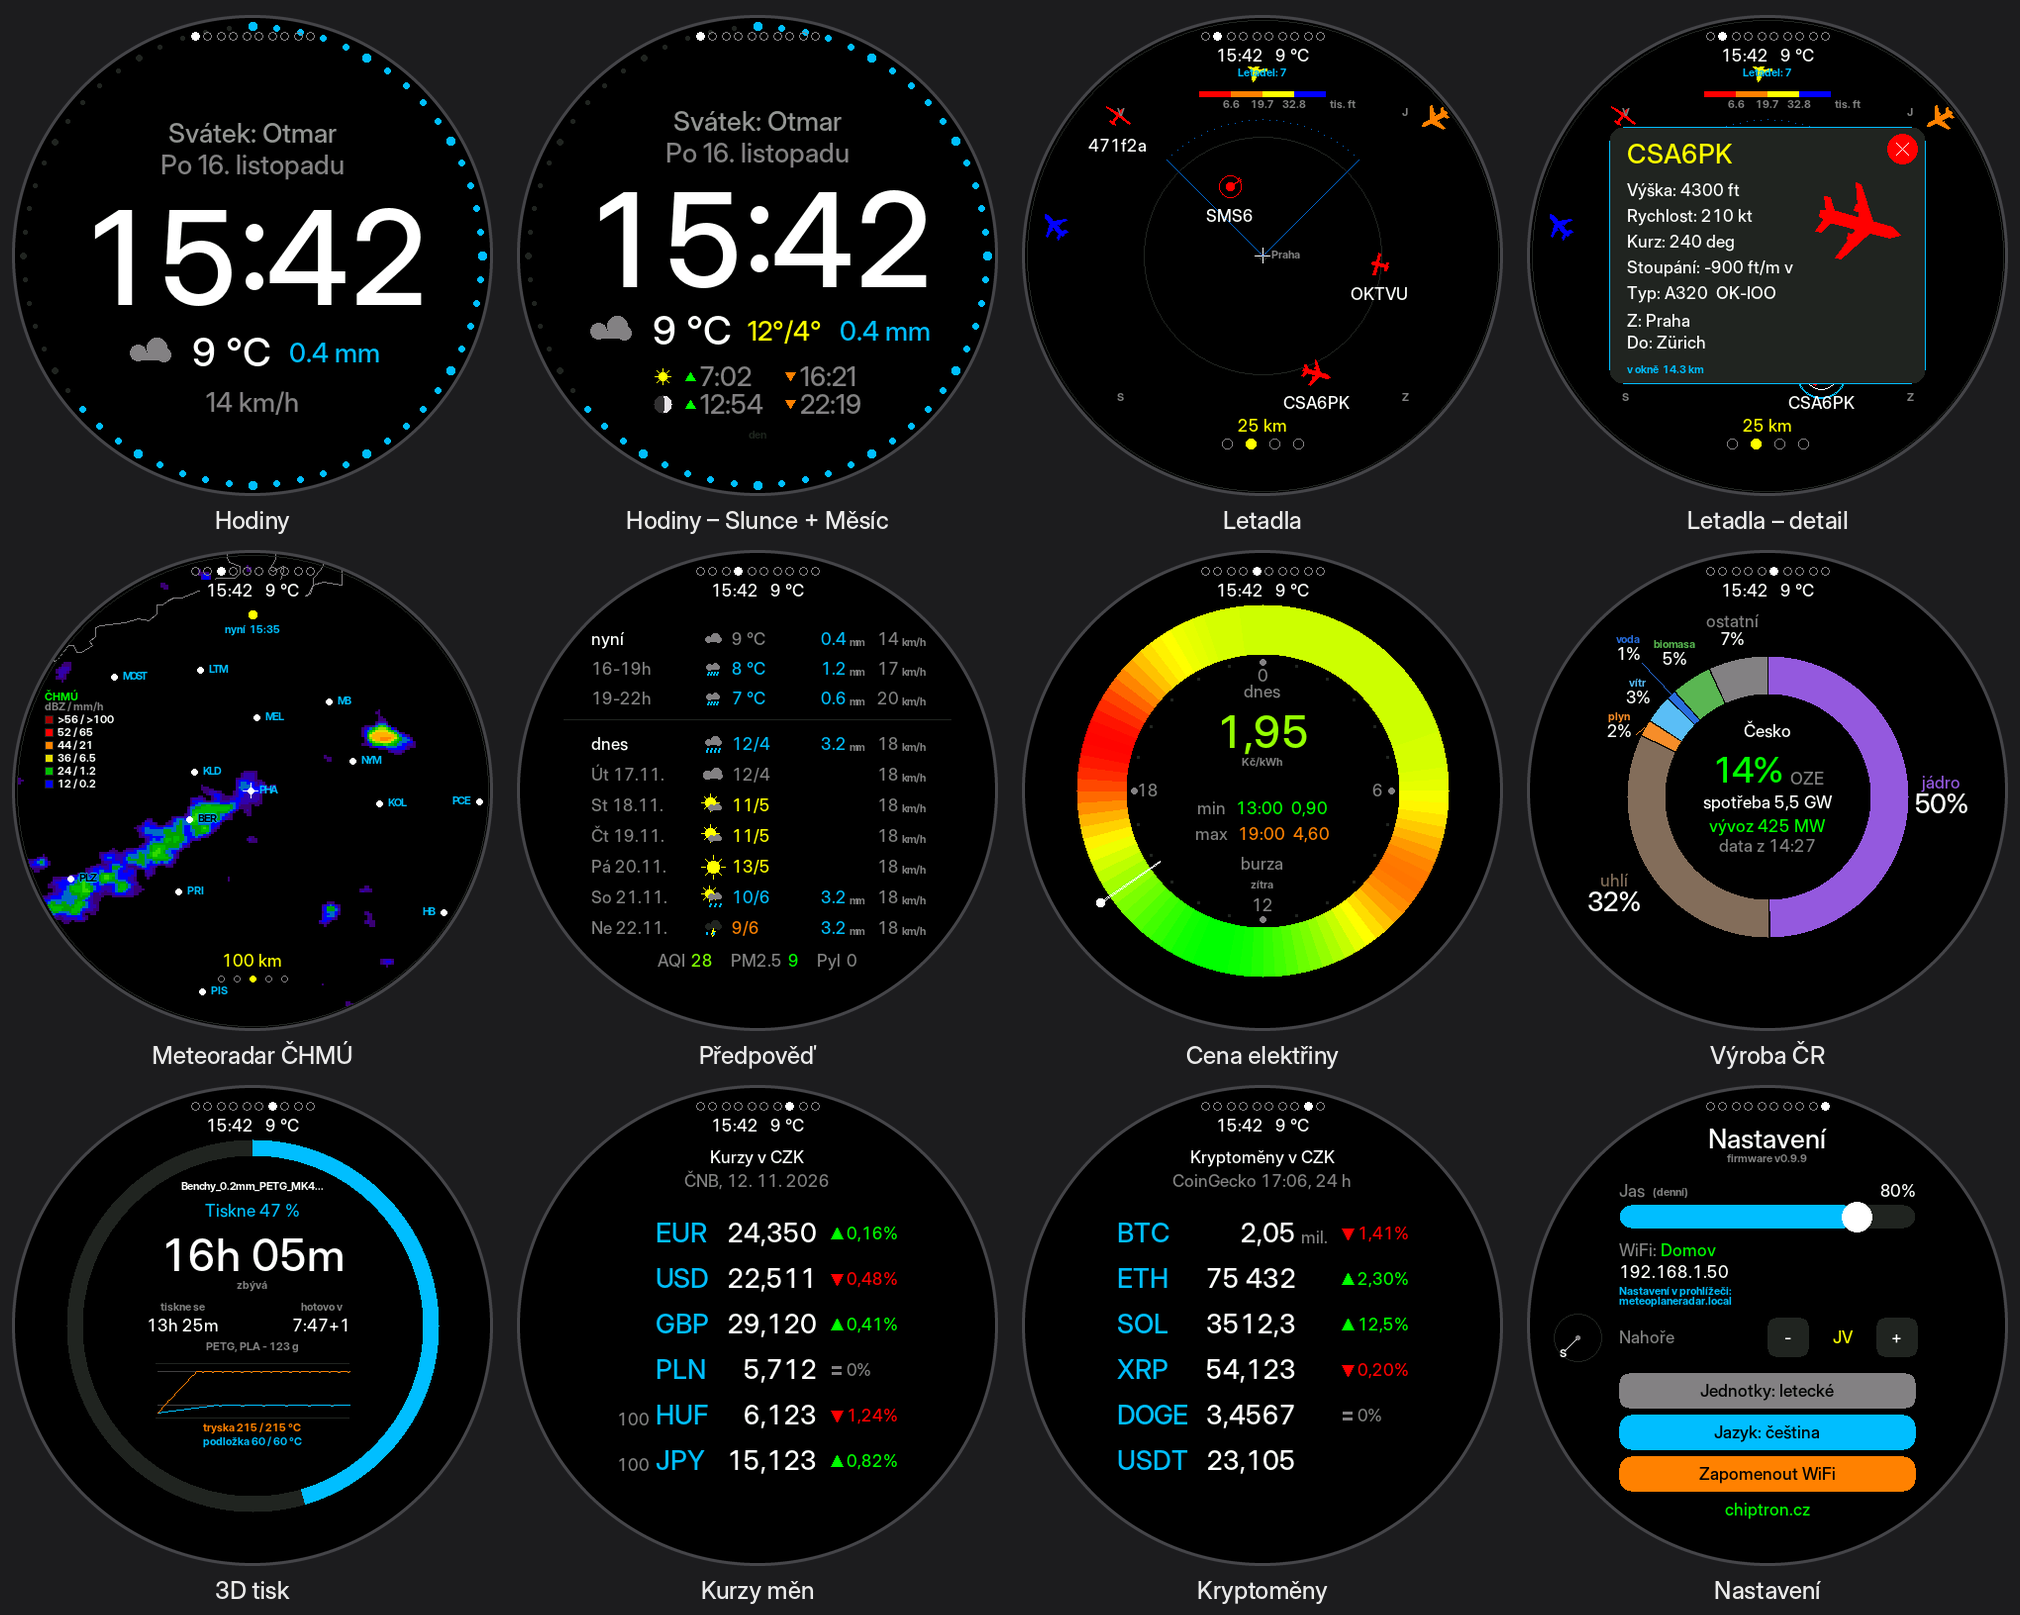 Svátek: Otmar
Po 16. listopadu
15:42
9 °C 0.4 mm
14 km/h
Hodiny
Svátek: Otmar
Po 16. listopadu
15:42
9 °C 12°/4° 0.4 mm
7:02 16:21
12:54 22:19
den
Hodiny – Slunce + Měsíc
15:42 9 °C
Letadel: 7
6.6 19.7 32.8 tis. ft
V J
471f2a
SMS6
Praha
OKTVU
CSA6PK
S Z
25 km
Letadla
15:42 9 °C
Letadel: 7
6.6 19.7 32.8 tis. ft
J
CSA6PK
Výška: 4300 ft
Rychlost: 210 kt
Kurz: 240 deg
Stoupání: -900 ft/m v
Typ: A320 OK-IOO
Z: Praha
Do: Zürich
v okně 14.3 km
S Z
CSA6PK
25 km
Letadla – detail
15:42 9 °C
nyní 15:35
MOST LTM
ČHMÚ
dBZ / mm/h
>56 / >100
52 / 65
44 / 21
36 / 6.5
24 / 1.2
12 / 0.2
MB
MEL
NYM
KLD
PHA
KOL PCE
BER
PLZ
PRI
HB
100 km
PIS
Meteoradar ČHMÚ
15:42 9 °C
nyní 9 °C 0.4 mm 14 km/h
16-19h 8 °C 1.2 mm 17 km/h
19-22h 7 °C 0.6 mm 20 km/h
dnes 12/4 3.2 mm 18 km/h
Út 17.11. 12/4 18 km/h
St 18.11. 11/5 18 km/h
Čt 19.11. 11/5 18 km/h
Pá 20.11. 13/5 18 km/h
So 21.11. 10/6 3.2 mm 18 km/h
Ne 22.11. 9/6 3.2 mm 18 km/h
AQI 28 PM2.5 9 Pyl 0
Předpověď
15:42 9 °C
0
dnes
1,95
Kč/kWh
18 6
min 13:00 0,90
max 19:00 4,60
burza
zítra
12
Cena elektřiny
15:42 9 °C
ostatní
7%
voda
1%
biomasa
5%
vítr
3%
plyn
2%
Česko
14% OZE
spotřeba 5,5 GW
vývoz 425 MW
data z 14:27
jádro
50%
uhlí
32%
Výroba ČR
15:42 9 °C
Benchy_0.2mm_PETG_MK4...
Tiskne 47 %
16h 05m
zbývá
tiskne se hotovo v
13h 25m 7:47+1
PETG, PLA - 123 g
tryska 215 / 215 °C
podložka 60 / 60 °C
3D tisk
15:42 9 °C
Kurzy v CZK
ČNB, 12. 11. 2026
EUR 24,350 0,16%
USD 22,511 0,48%
GBP 29,120 0,41%
PLN 5,712 = 0%
100 HUF 6,123 1,24%
100 JPY 15,123 0,82%
Kurzy měn
15:42 9 °C
Kryptoměny v CZK
CoinGecko 17:06, 24 h
BTC 2,05 mil. 1,41%
ETH 75 432 2,30%
SOL 3512,3 12,5%
XRP 54,123 0,20%
DOGE 3,4567 = 0%
USDT 23,105
Kryptoměny
Nastavení
firmware v0.9.9
Jas (denní) 80%
WiFi: Domov
192.168.1.50
Nastavení v prohlížeči:
meteoplaneradar.local
S
Nahoře - JV +
Jednotky: letecké
Jazyk: čeština
Zapomenout WiFi
chiptron.cz
Nastavení